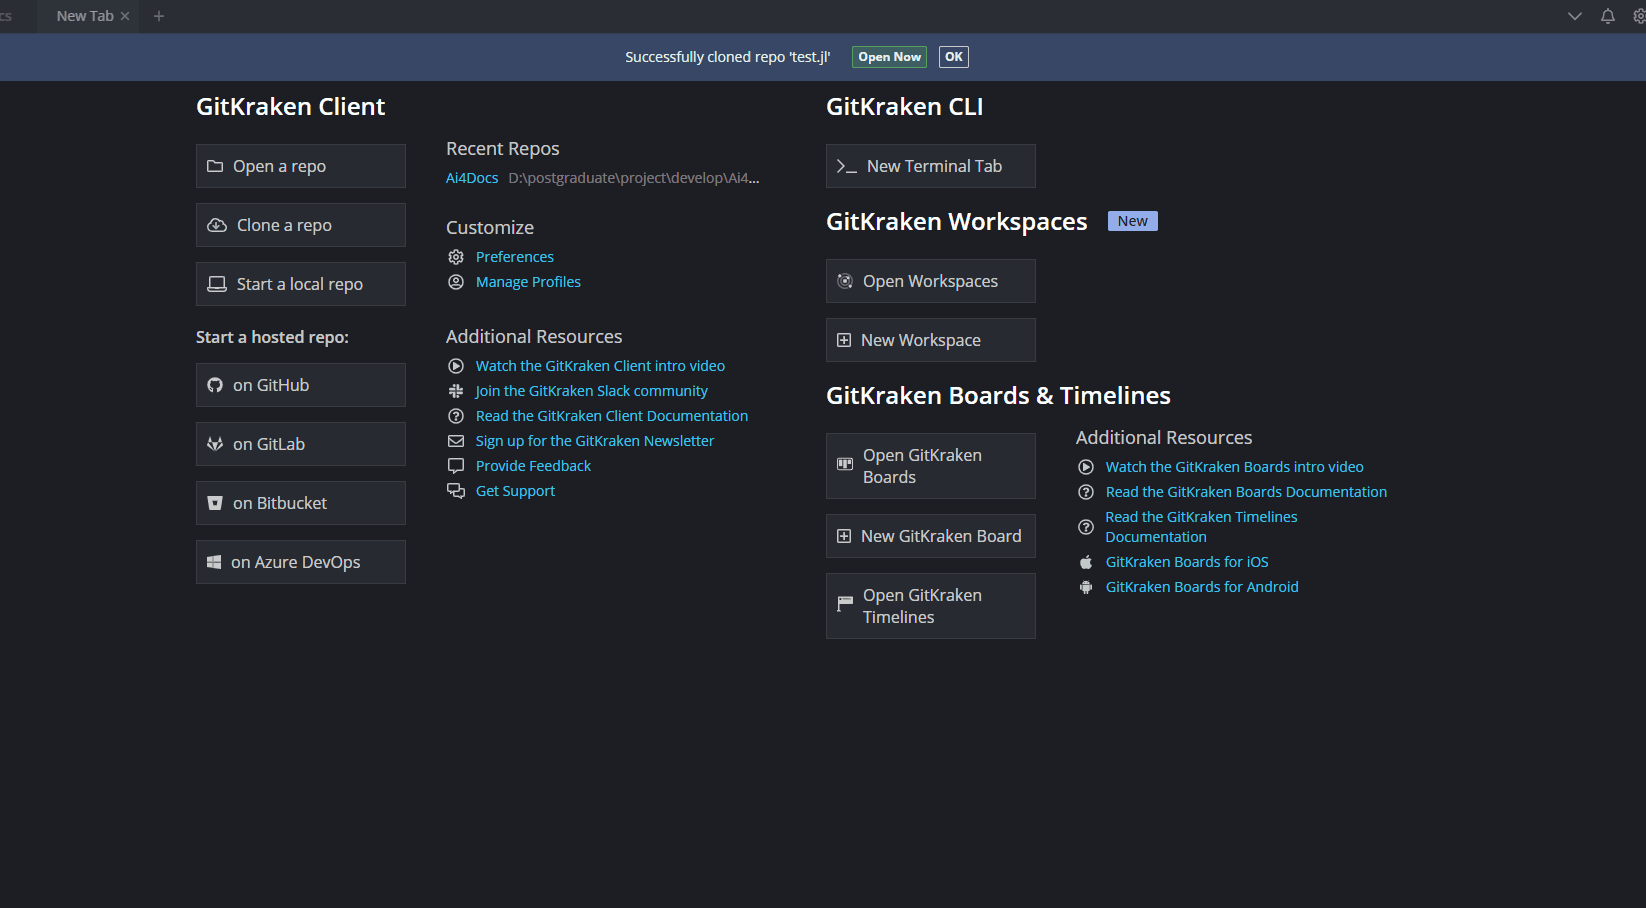 cs
New Tab
Successfully cloned repo 'test.jl'
Open Now
OK
GitKraken Client
Open a repo
Clone a repo
Start a local repo
Start a hosted repo:
on GitHub
on GitLab
on Bitbucket
on Azure DevOps
Recent Repos
Ai4Docs D:\postgraduate\project\develop\Ai4...
Customize
Preferences
Manage Profiles
Additional Resources
Watch the GitKraken Client intro video
Join the GitKraken Slack community
Read the GitKraken Client Documentation
Sign up for the GitKraken Newsletter
Provide Feedback
Get Support
GitKraken CLI
New Terminal Tab
GitKraken Workspaces
New
Open Workspaces
New Workspace
GitKraken Boards & Timelines
Open GitKraken
Boards
New GitKraken Board
Open GitKraken
Timelines
Additional Resources
Watch the GitKraken Boards intro video
Read the GitKraken Boards Documentation
Read the GitKraken Timelines
Documentation
GitKraken Boards for iOS
GitKraken Boards for Android